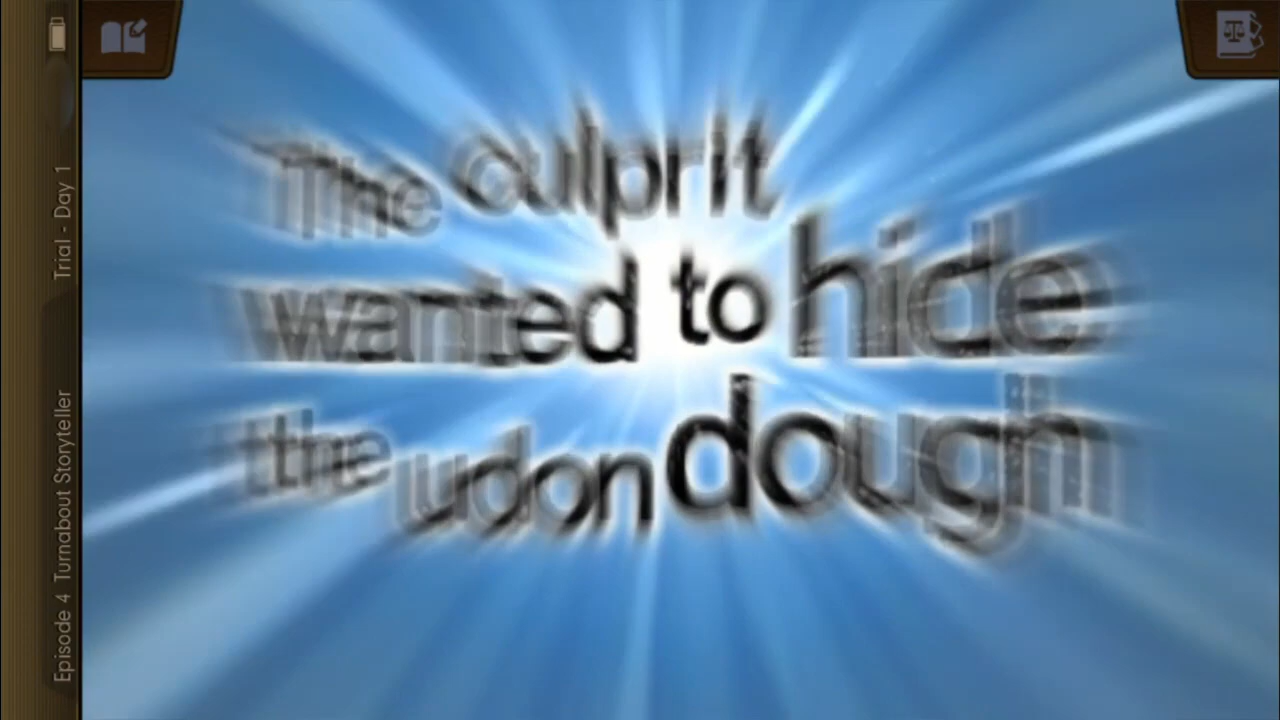 The culprit
wanted to hide
the udon dough
Trial - Day 1
Episode 4 Turnabout Storyteller